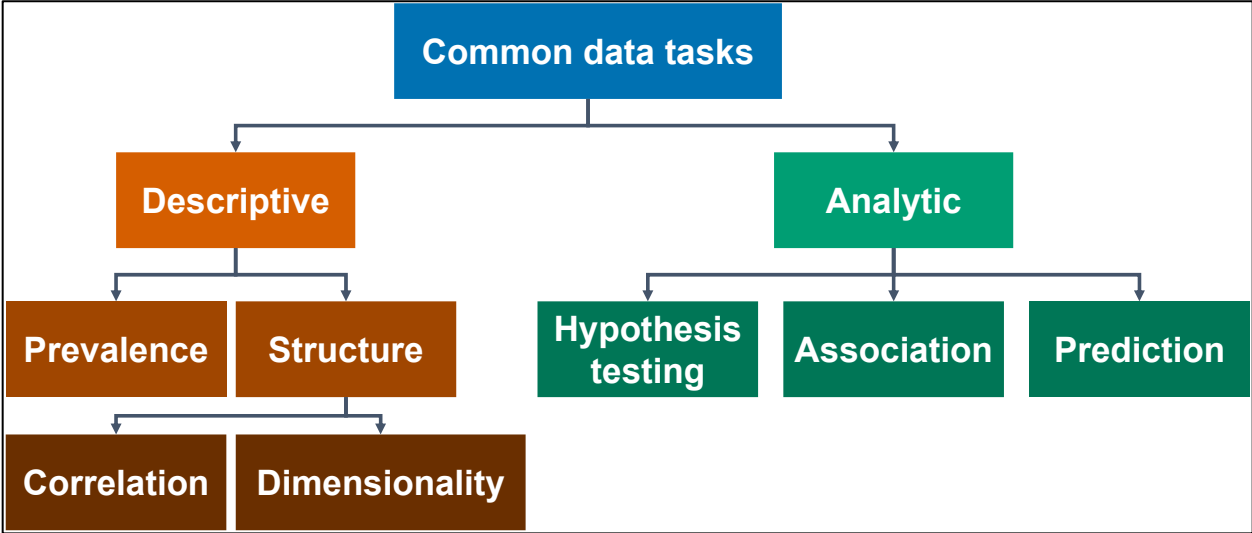 Common data tasks
Descriptive
Analytic
Prevalence
Structure
Hypothesis
testing
Association
Prediction
Correlation
Dimensionality